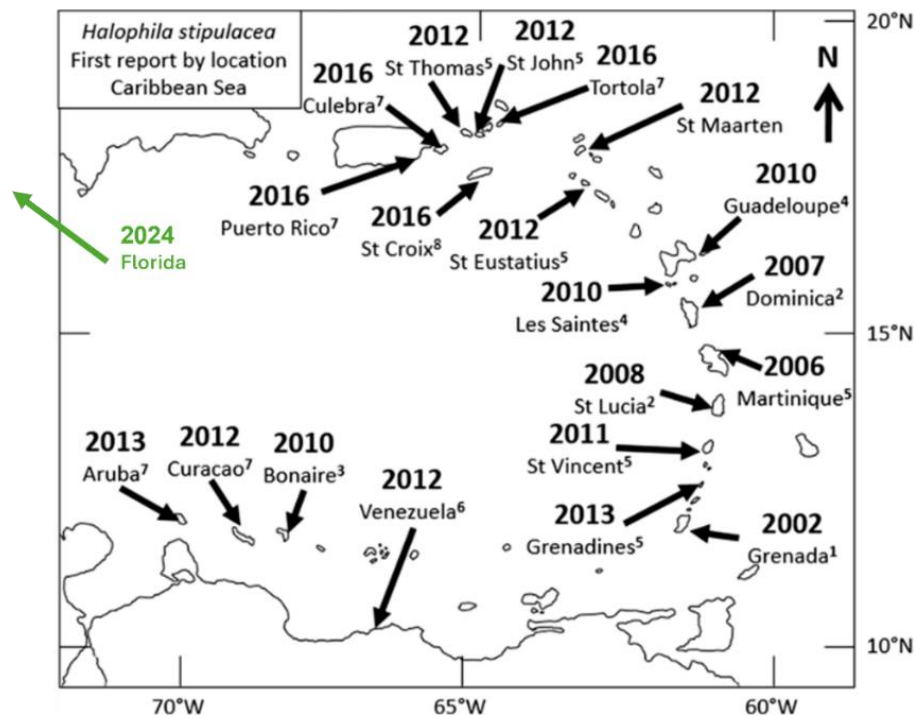 Halophila stipulacea
First report by location
Caribbean Sea
2012
St Thomas⁵
2012
St John⁵
2016
Tortola⁷
2016
Culebra⁷
2012
St Maarten
20°N
N
2016
Puerto Rico⁷
2016
St Croix⁸
2012
St Eustatius⁵
2010
Guadeloupe⁴
2024
Florida
2010
Les Saintes⁴
2007
Dominica²
15°N
2006
Martinique⁵
2008
St Lucia²
2011
St Vincent⁵
2013
Aruba⁷
2012
Curacao⁷
2010
Bonaire³
2012
Venezuela⁶
2013
Grenadines⁵
2002
Grenada¹
10°N
70°W
65°W
60°W